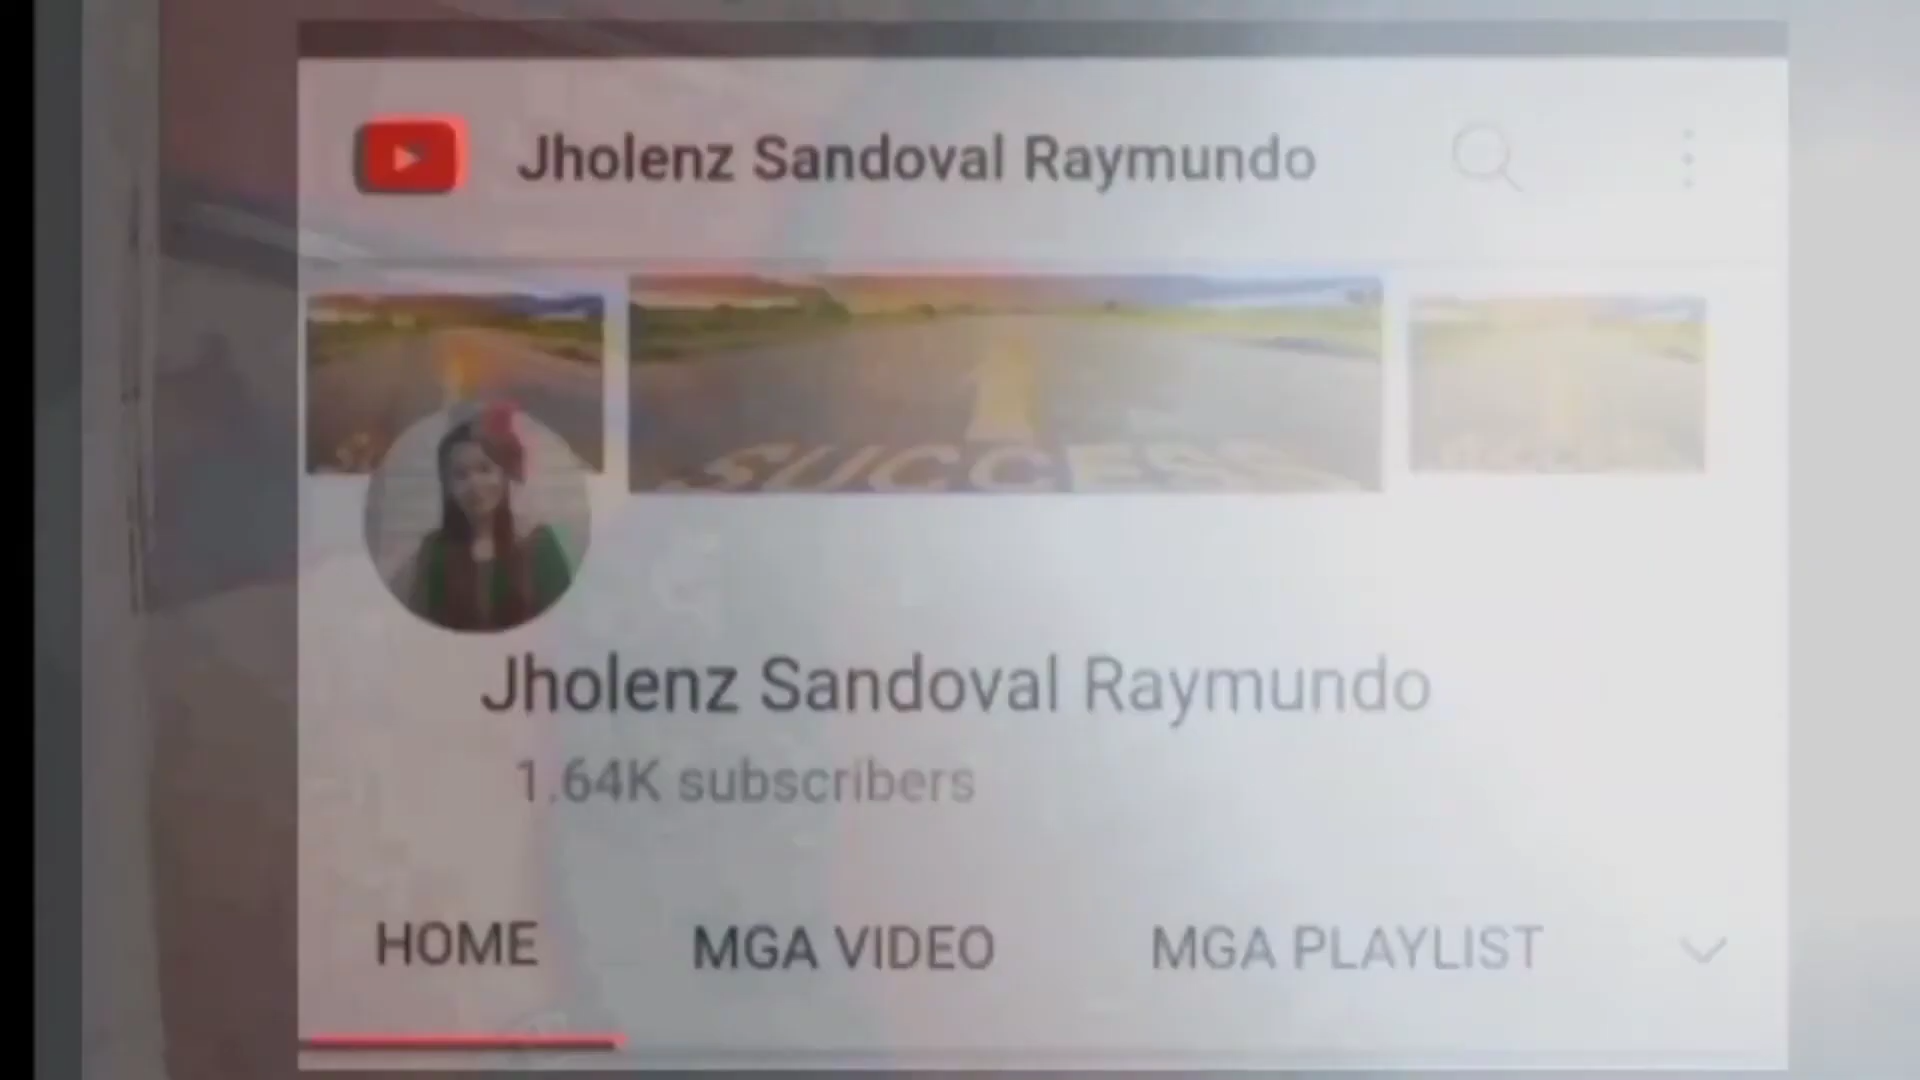 Jholenz Sandoval Raymundo
SUCCESS
Jholenz Sandoval Raymundo
1.64K subscribers
HOME MGA VIDEO MGA PLAYLIST